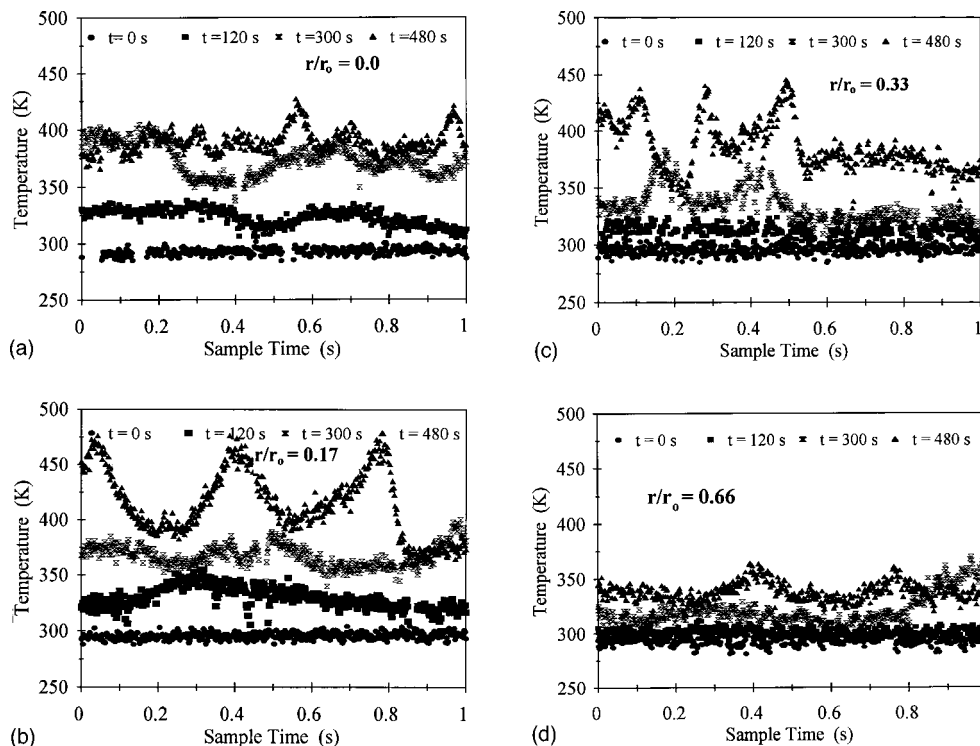 500
450
400
350
300
250
Temperature (K)
t= 0 s t =120 s t = 300 s t =480 s
r/ro = 0.0
0 0.2 0.4 0.6 0.8 1
Sample Time (s)
(a)
500
450
400
350
300
250
Temperature (K)
t = 0 s t = 120 s t = 300 s t = 480 s
r/ro = 0.33
0 0.2 0.4 0.6 0.8 1
Sample Time (s)
(c)
500
450
400
350
300
250
Temperature (K)
t = 0 s t = 120 s t = 300 s t = 480 s
r/ro = 0.17
0 0.2 0.4 0.6 0.8 1
Sample Time (s)
(b)
500
450
400
350
300
250
Temperature (K)
t = 0 s t = 120 s t = 300 s t = 480 s
r/ro = 0.66
0 0.2 0.4 0.6 0.8
Sample Time (s)
(d)